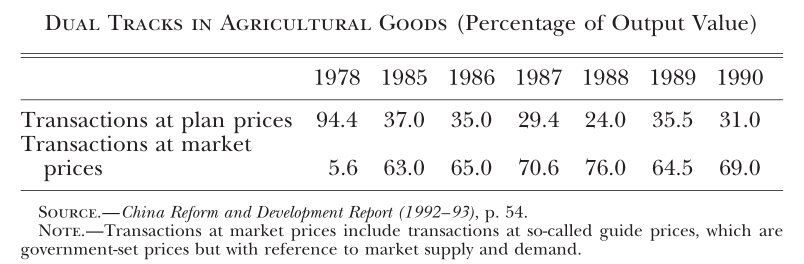 Dual Tracks in Agricultural Goods (Percentage of Output Value)
1978 1985 1986 1987 1988 1989 1990
Transactions at plan prices 94.4 37.0 35.0 29.4 24.0 35.5 31.0
Transactions at market
prices 5.6 63.0 65.0 70.6 76.0 64.5 69.0
Source.—China Reform and Development Report (1992–93), p. 54.
Note.—Transactions at market prices include transactions at so-called guide prices, which are
government-set prices but with reference to market supply and demand.